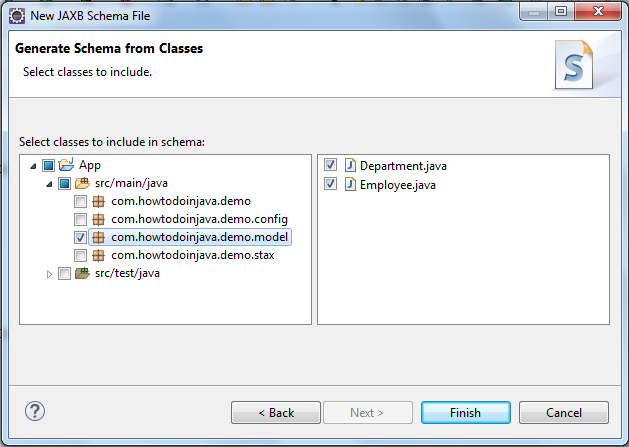 New JAXB Schema File
Generate Schema from Classes
Select classes to include.
S
Select classes to include in schema:
App
src/main/java
com.howtodoinjava.demo
com.howtodoinjava.demo.config
com.howtodoinjava.demo.model
com.howtodoinjava.demo.stax
src/test/java
Department.java
Employee.java
?
< Back
Next >
Finish
Cancel